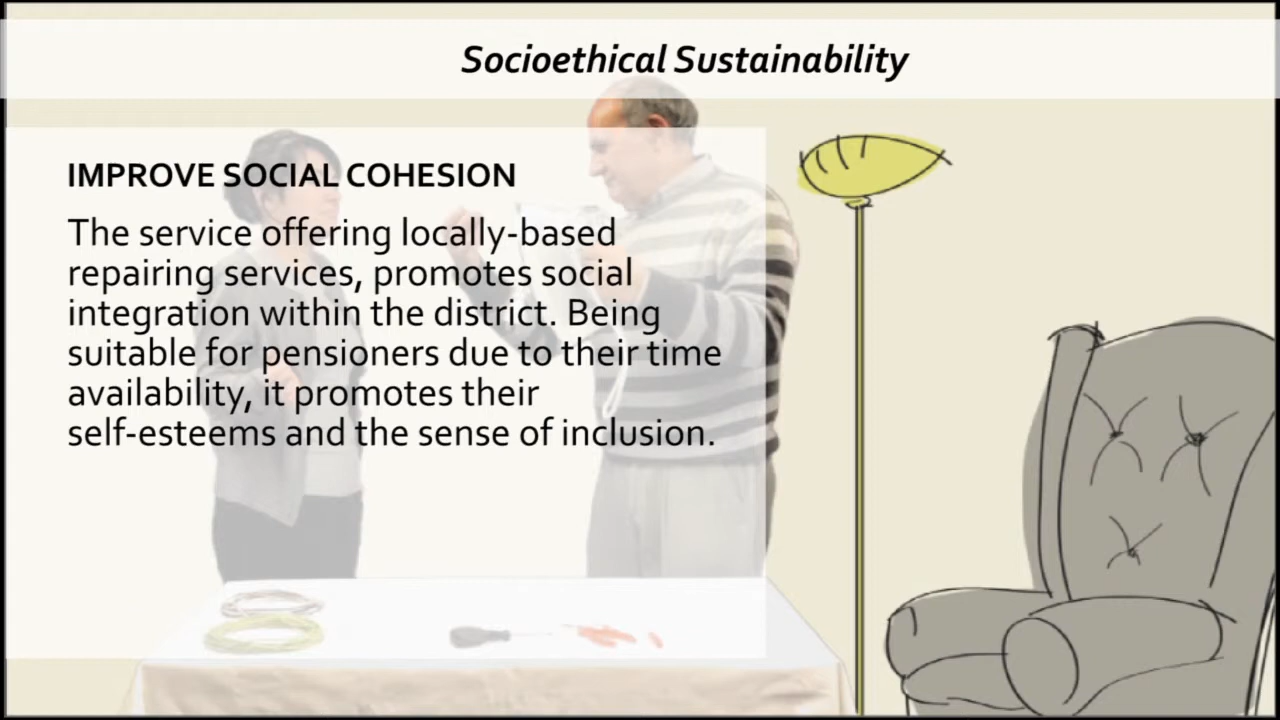 Socioethical Sustainability
IMPROVE SOCIAL COHESION
The service offering locally-based
repairing services, promotes social
integration within the district. Being
suitable for pensioners due to their time
availability, it promotes their
self-esteems and the sense of inclusion.